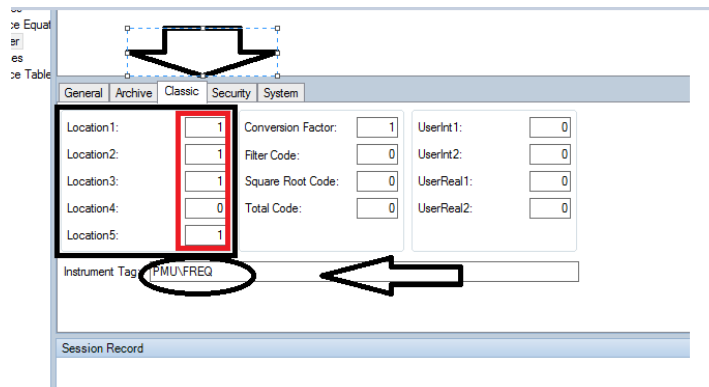 ce Equat
er
es
ce Table
General Archive Classic Security System
Location1: 1 Conversion Factor: 1 UserInt1: 0
Location2: 1 Filter Code: 0 UserInt2: 0
Location3: 1 Square Root Code: 0 UserReal1: 0
Location4: 0 Total Code: 0 UserReal2: 0
Location5: 1
Instrument Tag: PMU\FREQ
Session Record